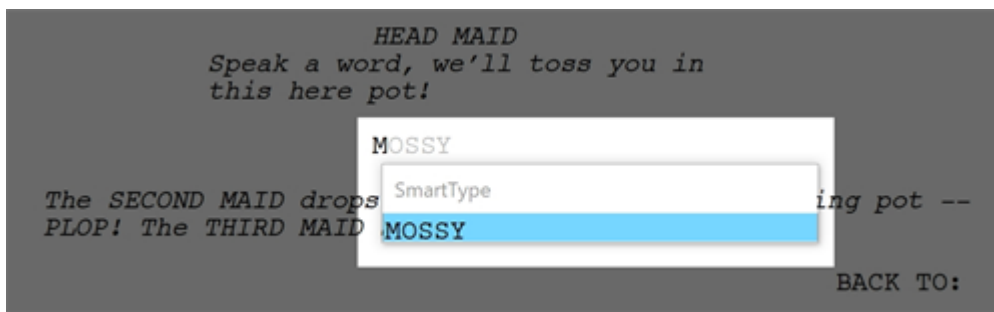 HEAD MAID
Speak a word, we'll toss you in
this here pot!
MOSSY
SmartType
The SECOND MAID drops ing pot --
PLOP! The THIRD MAID MOSSY
BACK TO: